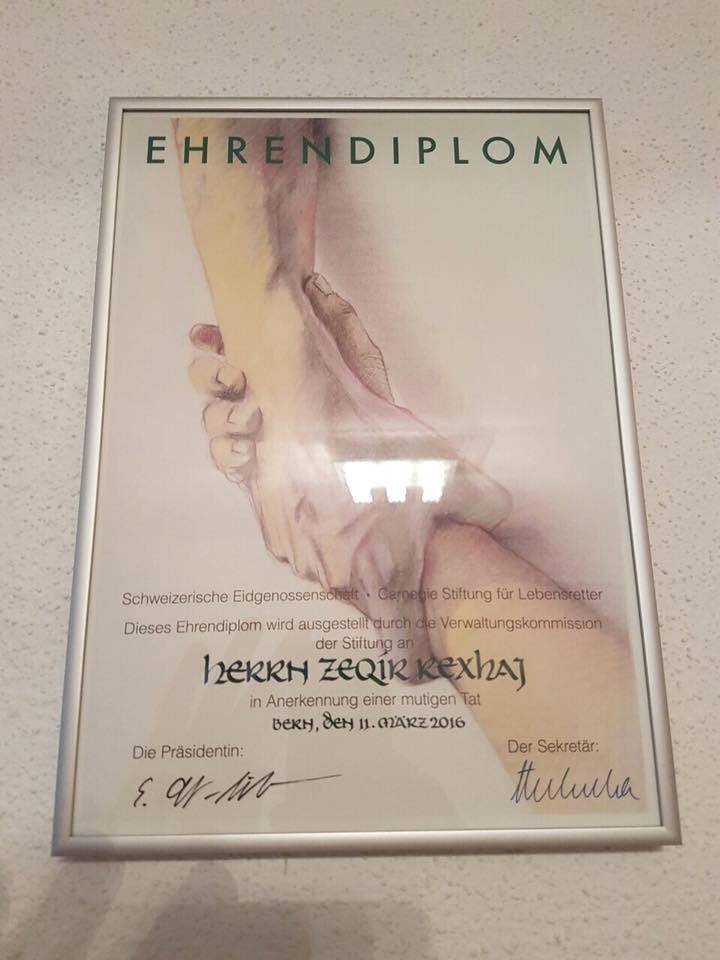 EHRENDIPLOM
Schweizerische Eidgenossenschaft · Carnegie Stiftung für Lebensretter
Dieses Ehrendiplom wird ausgestellt durch die Verwaltungskommission
der Stiftung an
HERRN ZEQIR REXHAJ
in Anerkennung einer mutigen Tat
BERN, DEN 11. MÄRZ 2016
Die Präsidentin:
Der Sekretär: